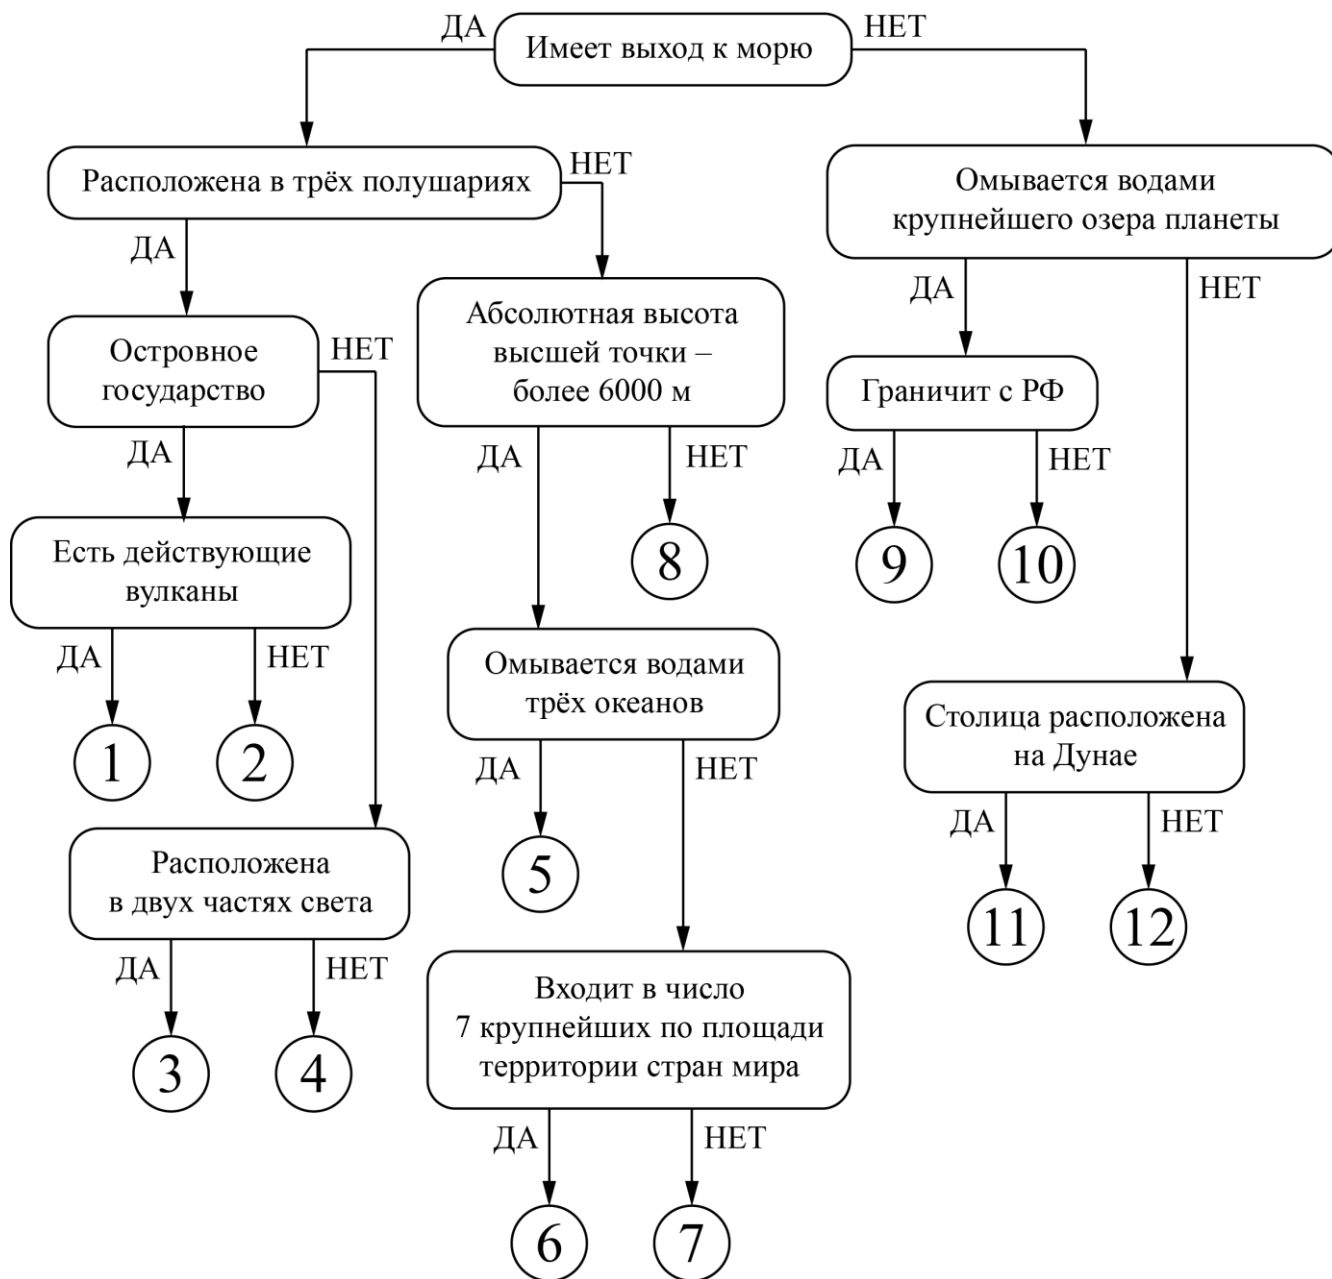 ДА
Имеет выход к морю
НЕТ
Расположена в трёх полушариях
НЕТ
Омывается водами
крупнейшего озера планеты
ДА
ДА
НЕТ
Островное
государство
НЕТ
Абсолютная высота
высшей точки –
более 6000 м
Граничит с РФ
ДА
ДА
НЕТ
ДА
НЕТ
Есть действующие
вулканы
8
9
10
ДА
НЕТ
Омывается водами
трёх океанов
Столица расположена
на Дунае
1
2
ДА
НЕТ
ДА
НЕТ
Расположена
в двух частях света
5
11
12
ДА
НЕТ
Входит в число
7 крупнейших по площади
территории стран мира
3
4
ДА
НЕТ
6
7